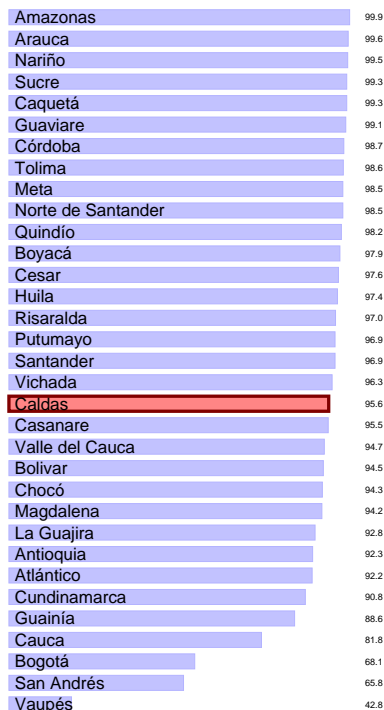 Amazonas 99.9
Arauca 99.6
Nariño 99.5
Sucre 99.3
Caquetá 99.3
Guaviare 99.1
Córdoba 98.7
Tolima 98.6
Meta 98.5
Norte de Santander 98.5
Quindío 98.2
Boyacá 97.9
Cesar 97.6
Huila 97.4
Risaralda 97.0
Putumayo 96.9
Santander 96.9
Vichada 96.3
Caldas 95.6
Casanare 95.5
Valle del Cauca 94.7
Bolivar 94.5
Chocó 94.3
Magdalena 94.2
La Guajira 92.8
Antioquia 92.3
Atlántico 92.2
Cundinamarca 90.8
Guainía 88.6
Cauca 81.8
Bogotá 68.1
San Andrés 65.8
Vaupés 42.8